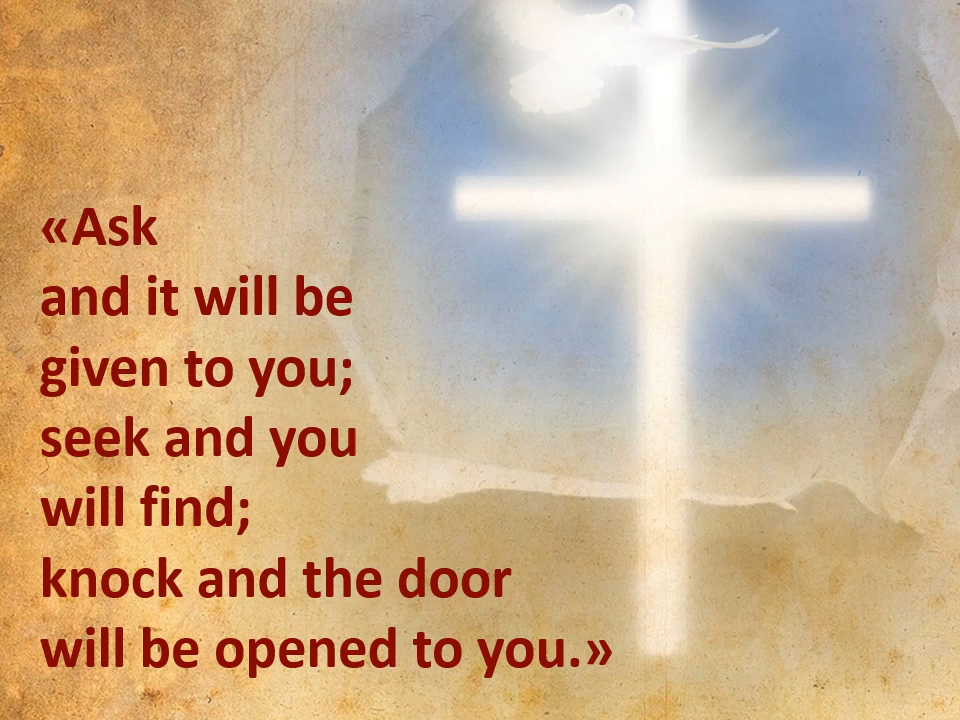 «Ask
and it will be
given to you;
seek and you
will find;
knock and the door
will be opened to you.»